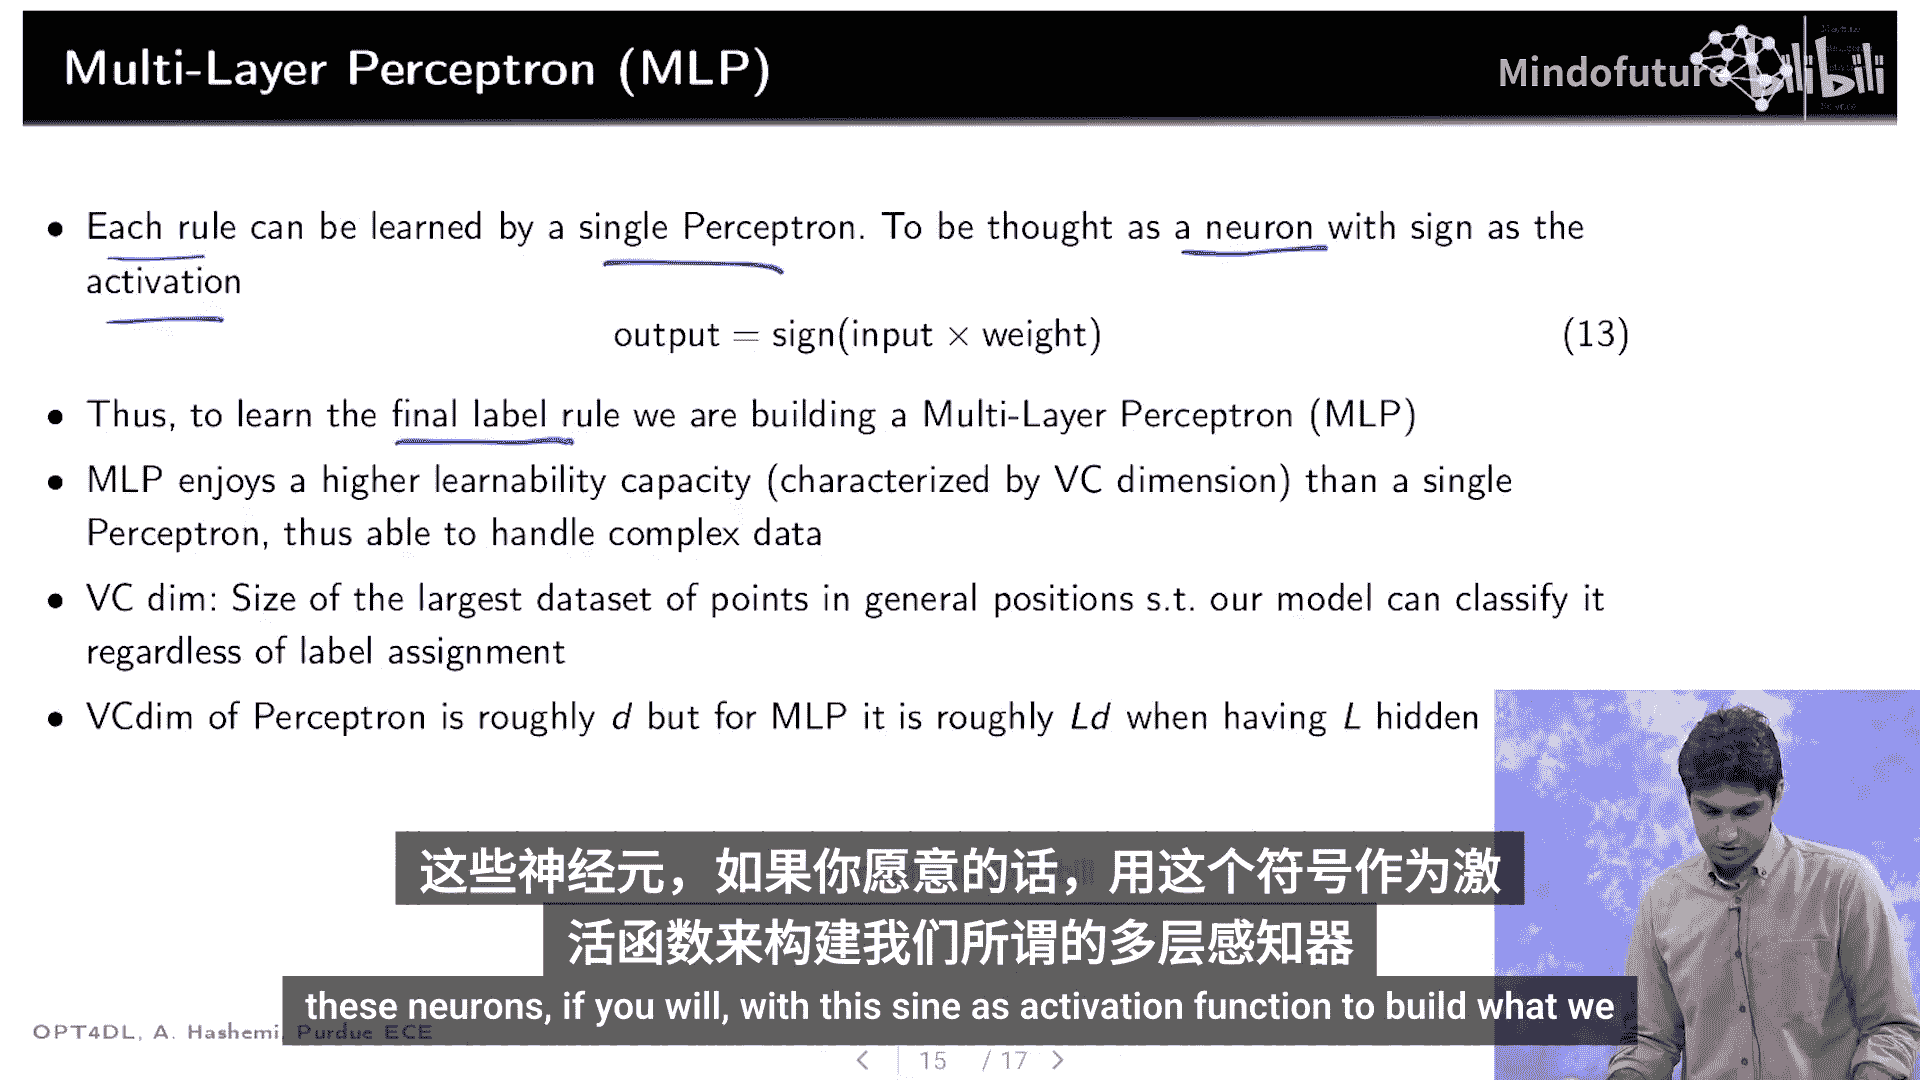 Multi-Layer Perceptron (MLP)
Mindofuture
bilibili
• Each rule can be learned by a single Perceptron. To be thought as a neuron with sign as the
activation
output = sign(input × weight) (13)
• Thus, to learn the final label rule we are building a Multi-Layer Perceptron (MLP)
• MLP enjoys a higher learnability capacity (characterized by VC dimension) than a single
Perceptron, thus able to handle complex data
• VC dim: Size of the largest dataset of points in general positions s.t. our model can classify it
regardless of label assignment
• VCdim of Perceptron is roughly d but for MLP it is roughly Ld when having L hidden
这些神经元，如果你愿意的话，用这个符号作为激
活函数来构建我们所谓的多层感知器
these neurons, if you will, with this sine as activation function to build what we
OPT4DL, A. Hashemi, Purdue ECE
15 / 17